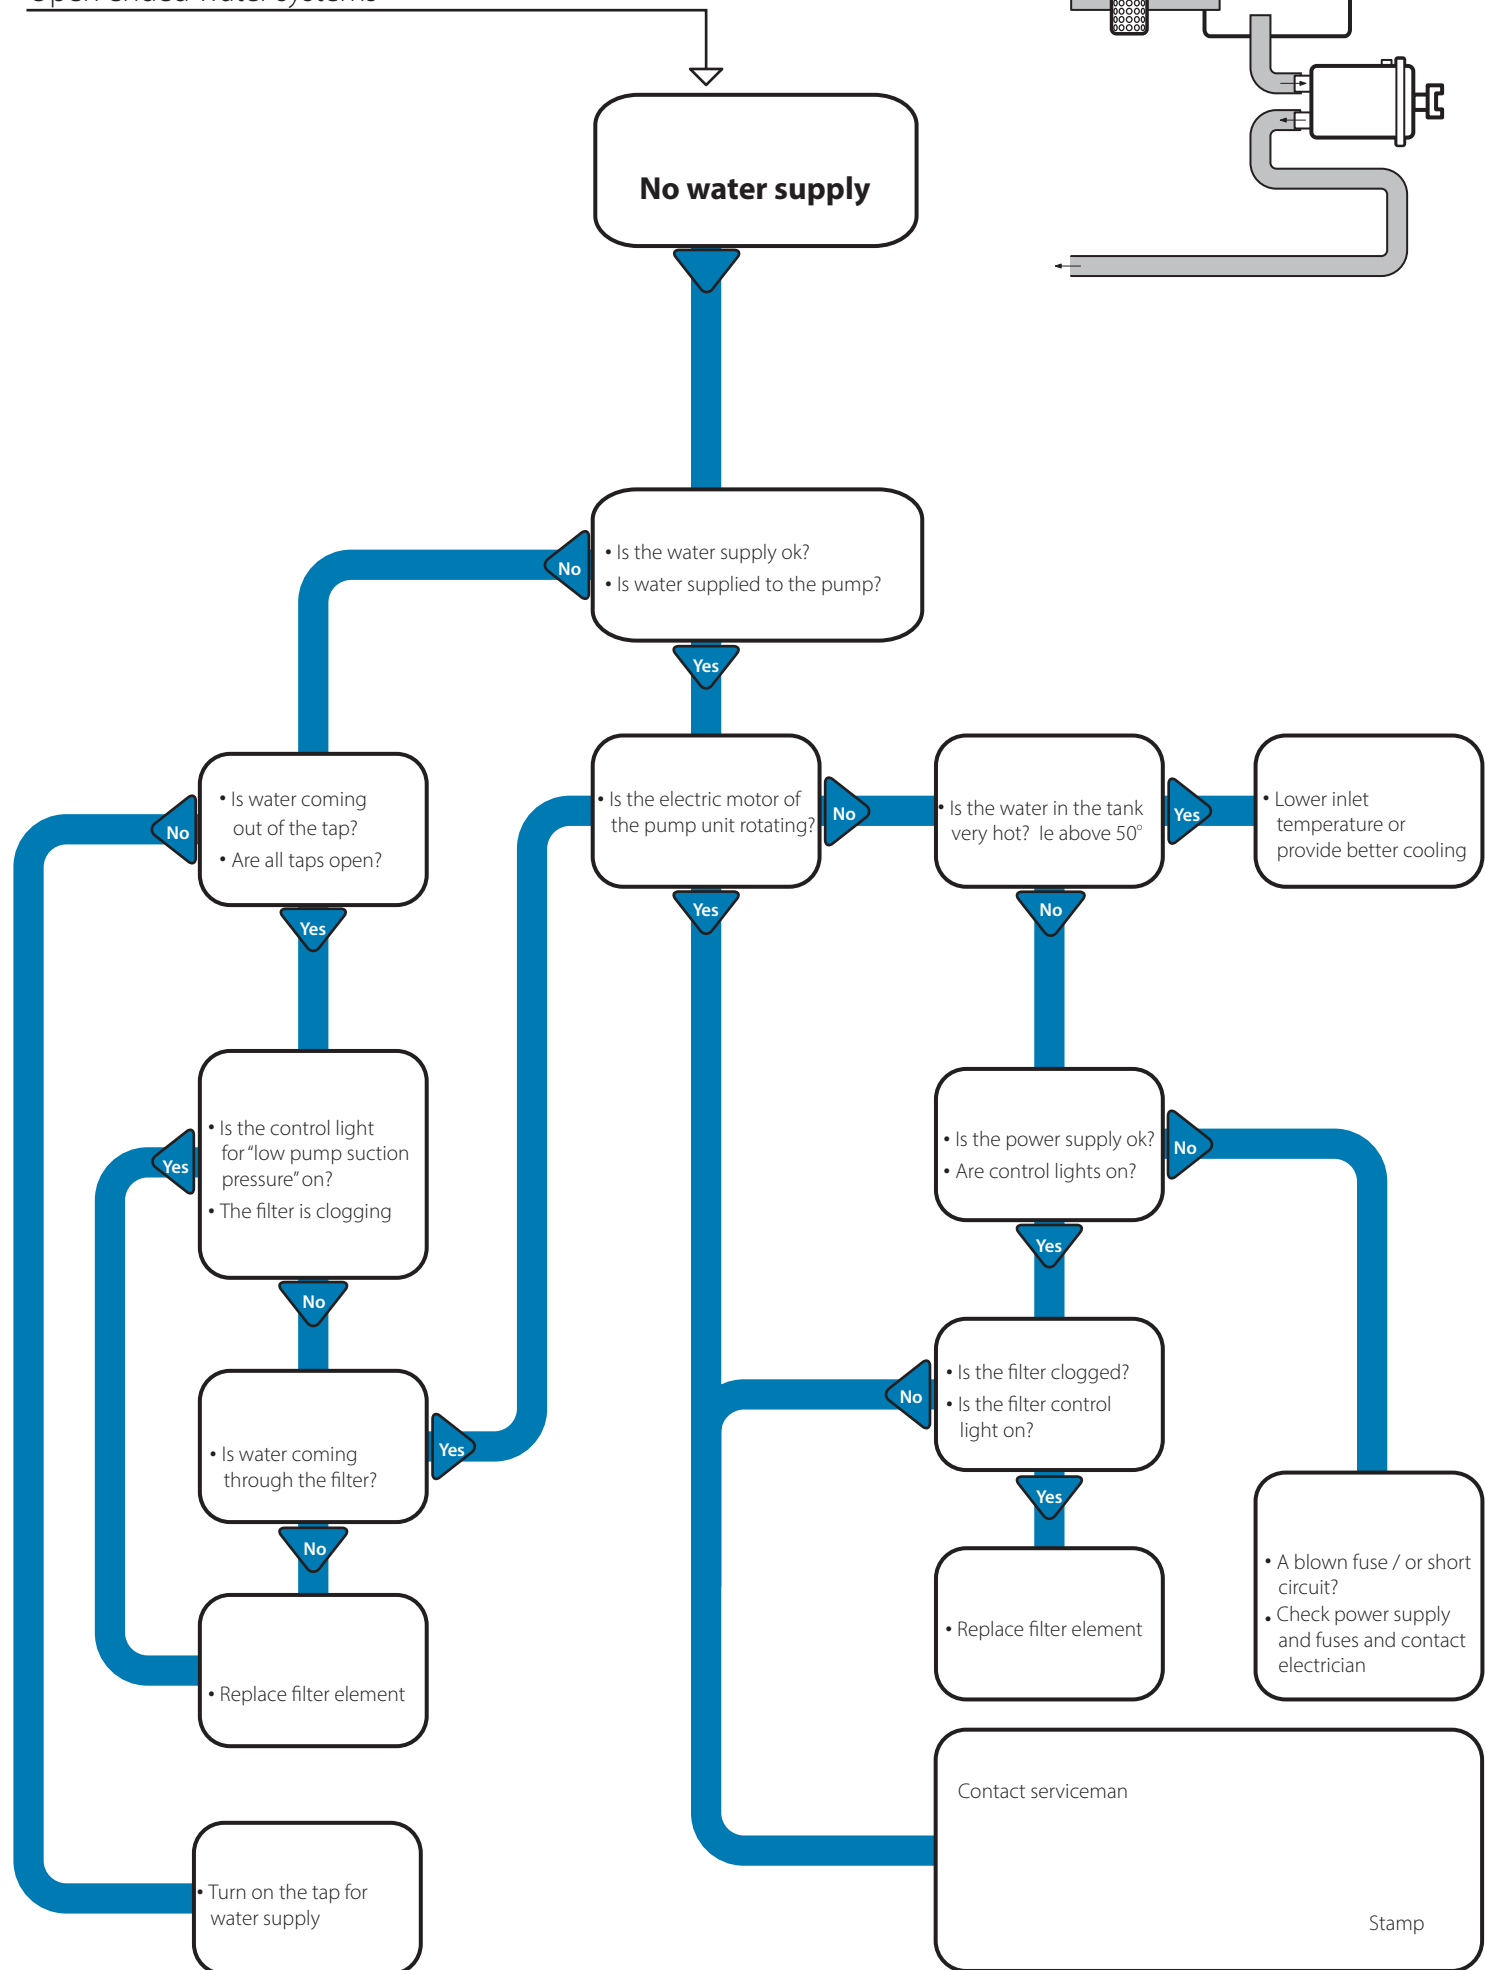 Open ended water systems
No water supply
• Is the water supply ok?
• Is water supplied to the pump?
No
Yes
• Is water coming
out of the tap?
• Are all taps open?
No
Yes
• Is the electric motor of
the pump unit rotating?
No
Yes
• Is the water in the tank
very hot? Ie above 50°
Yes
No
• Lower inlet
temperature or
provide better cooling
• Is the control light
for "low pump suction
pressure" on?
• The filter is clogging
Yes
No
• Is the power supply ok?
• Are control lights on?
No
Yes
• Is water coming
through the filter?
Yes
No
• Is the filter clogged?
• Is the filter control
light on?
No
Yes
• Replace filter element
• Replace filter element
• A blown fuse / or short
circuit?
• Check power supply
and fuses and contact
electrician
• Turn on the tap for
water supply
Contact serviceman
Stamp